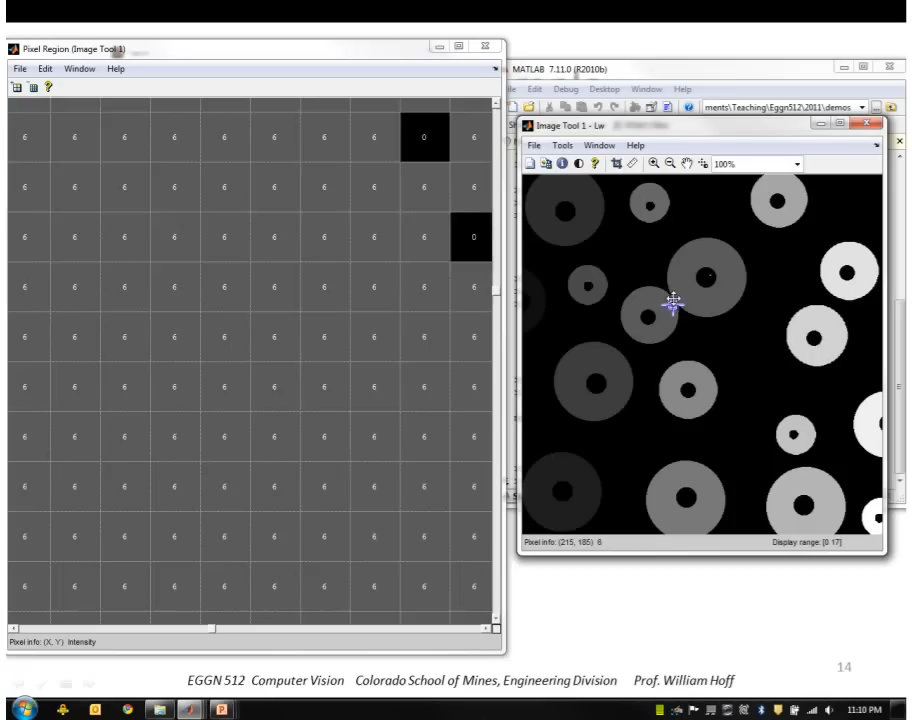 Pixel Region (Image Tool 1)
File Edit Window Help
MATLAB 7.11.0 (R2010b)
Edit Debug Desktop Window Help
ments\Teaching\Eggn512\2011\demos
Image Tool 1 - Lw
File Tools Window Help
100%
6 6 6 6 6 6 6 6 0 6
6 6 6 6 6 6 6 6 6 6
6 6 6 6 6 6 6 6 6 0
6 6 6 6 6 6 6 6 6 6
6 6 6 6 6 6 6 6 6 6
6 6 6 6 6 6 6 6 6 6
6 6 6 6 6 6 6 6 6 6
6 6 6 6 6 6 6 6 6 6
6 6 6 6 6 6 6 6 6 6
6 6 6 6 6 6 6 6 6 6
Pixel info: (X, Y) Intensity
Pixel info: (215, 185) 6
Display range: [0 17]
14
EGGN 512 Computer Vision Colorado School of Mines, Engineering Division Prof. William Hoff
11:10 PM